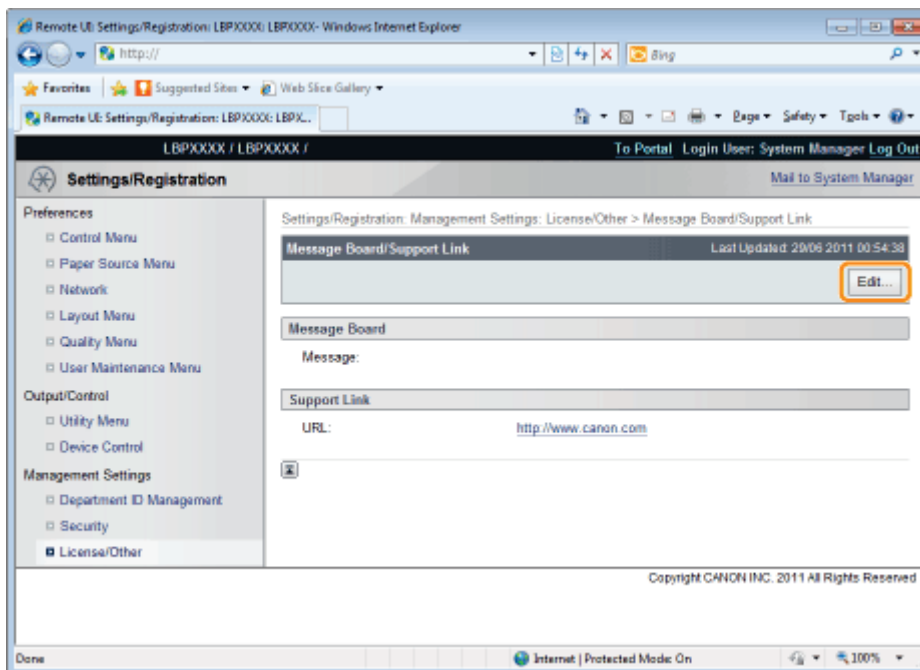 Remote UI: Settings/Registration: LBPXXXX: LBPXXXX- Windows Internet Explorer
http://
Bing
Favorites Suggested Sites Web Slice Gallery
Remote UI: Settings/Registration: LBPXXXX: LBPX... Page Safety Tools
LBPXXXX / LBPXXXX / To Portal Login User: System Manager Log Out
Settings/Registration Mail to System Manager
Preferences
Settings/Registration: Management Settings: License/Other > Message Board/Support Link
Control Menu
Message Board/Support Link Last Updated: 29/06 2011 00:54:38
Paper Source Menu
Edit...
Network
Layout Menu
Message Board
Quality Menu
Message:
User Maintenance Menu
Output/Control
Support Link
Utility Menu
URL: http://www.canon.com
Device Control
Management Settings
Department ID Management
Security
License/Other
Copyright CANON INC. 2011 All Rights Reserved
Done Internet | Protected Mode: On 100%